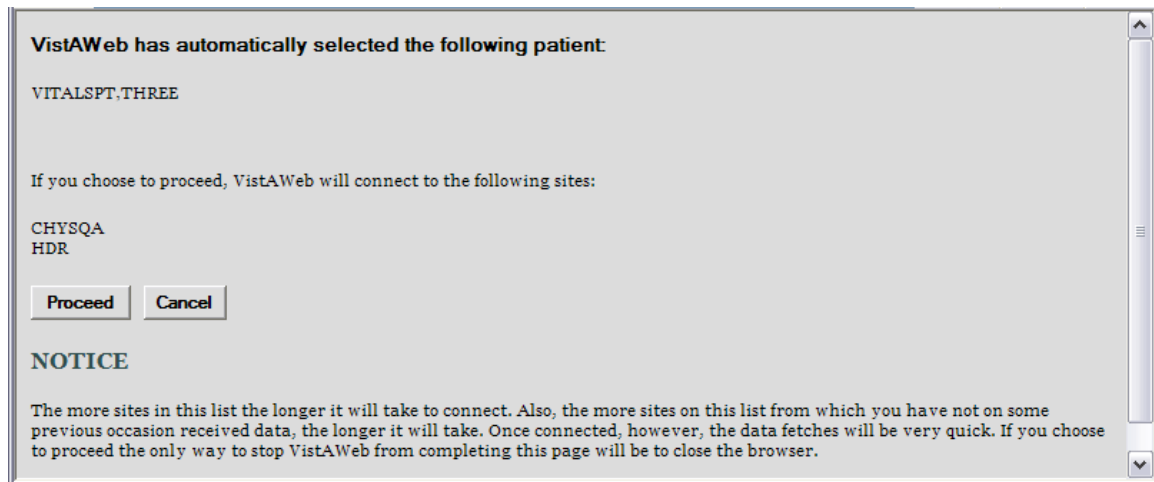 VistAWeb has automatically selected the following patient:
VITALSPT,THREE
If you choose to proceed, VistAWeb will connect to the following sites:
CHYSQA
HDR
Proceed Cancel
NOTICE
The more sites in this list the longer it will take to connect. Also, the more sites on this list from which you have not on some
previous occasion received data, the longer it will take. Once connected, however, the data fetches will be very quick. If you choose
to proceed the only way to stop VistAWeb from completing this page will be to close the browser.